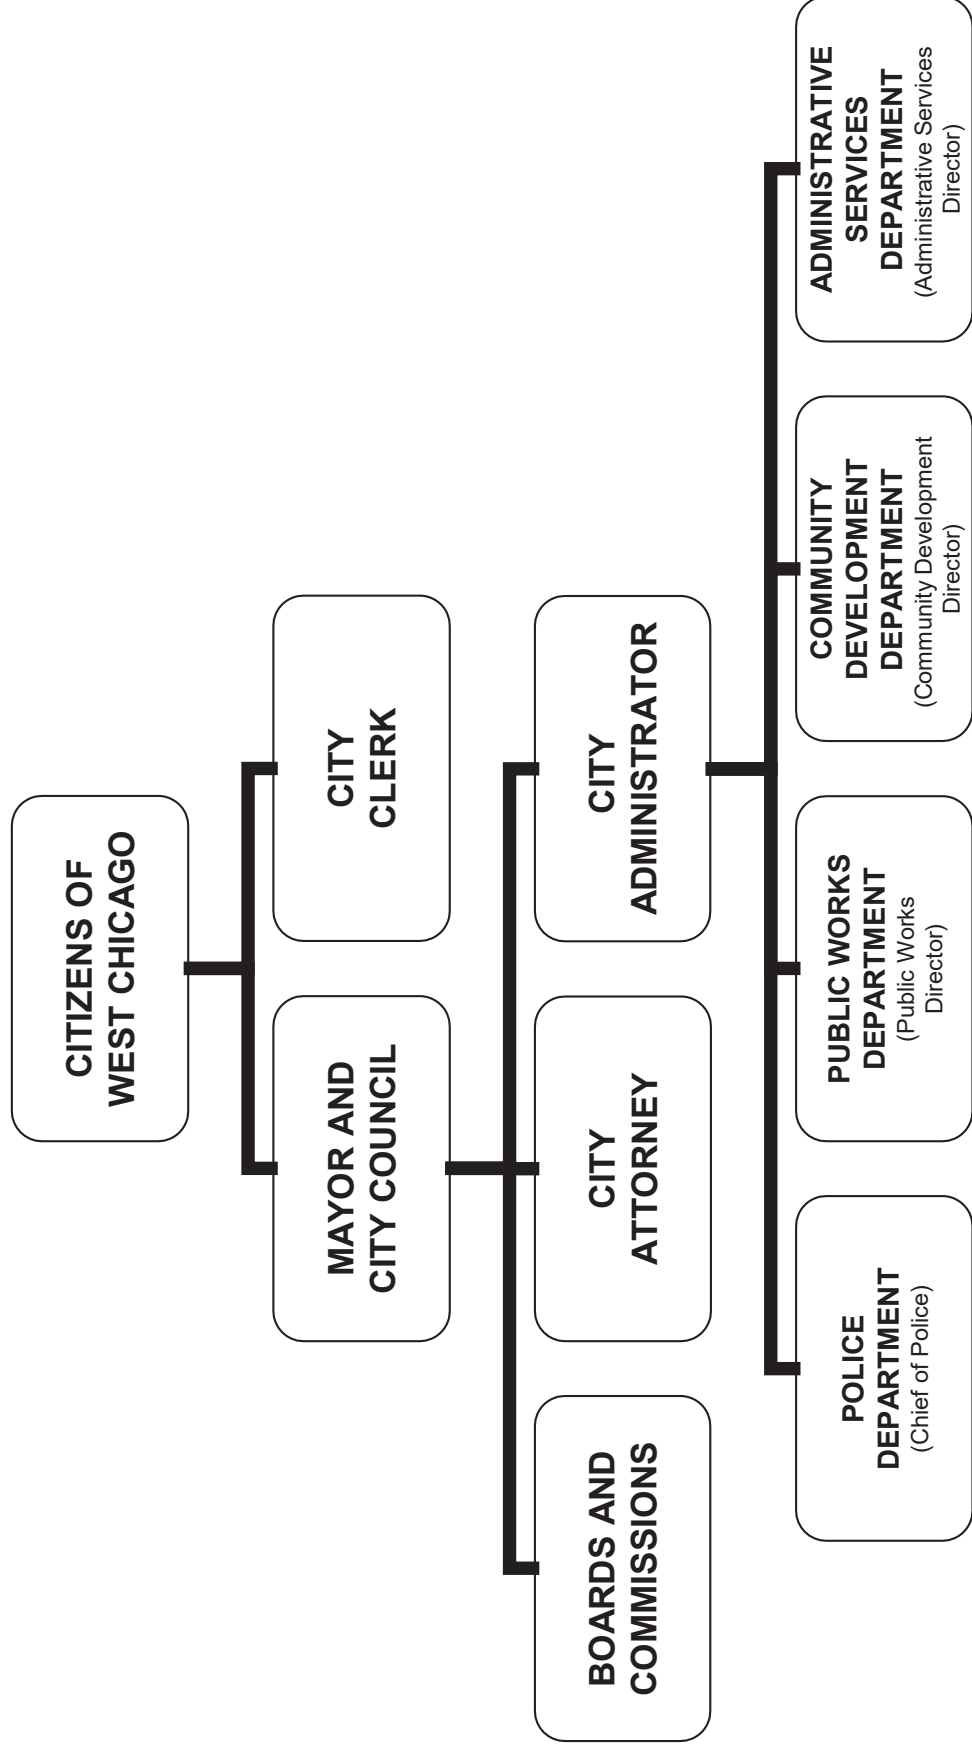 CITIZENS OF
WEST CHICAGO
MAYOR AND
CITY COUNCIL
CITY
CLERK
BOARDS AND
COMMISSIONS
CITY
ATTORNEY
CITY
ADMINISTRATOR
POLICE
DEPARTMENT
(Chief of Police)
PUBLIC WORKS
DEPARTMENT
(Public Works
Director)
COMMUNITY
DEVELOPMENT
DEPARTMENT
(Community Development
Director)
ADMINISTRATIVE
SERVICES
DEPARTMENT
(Administrative Services
Director)